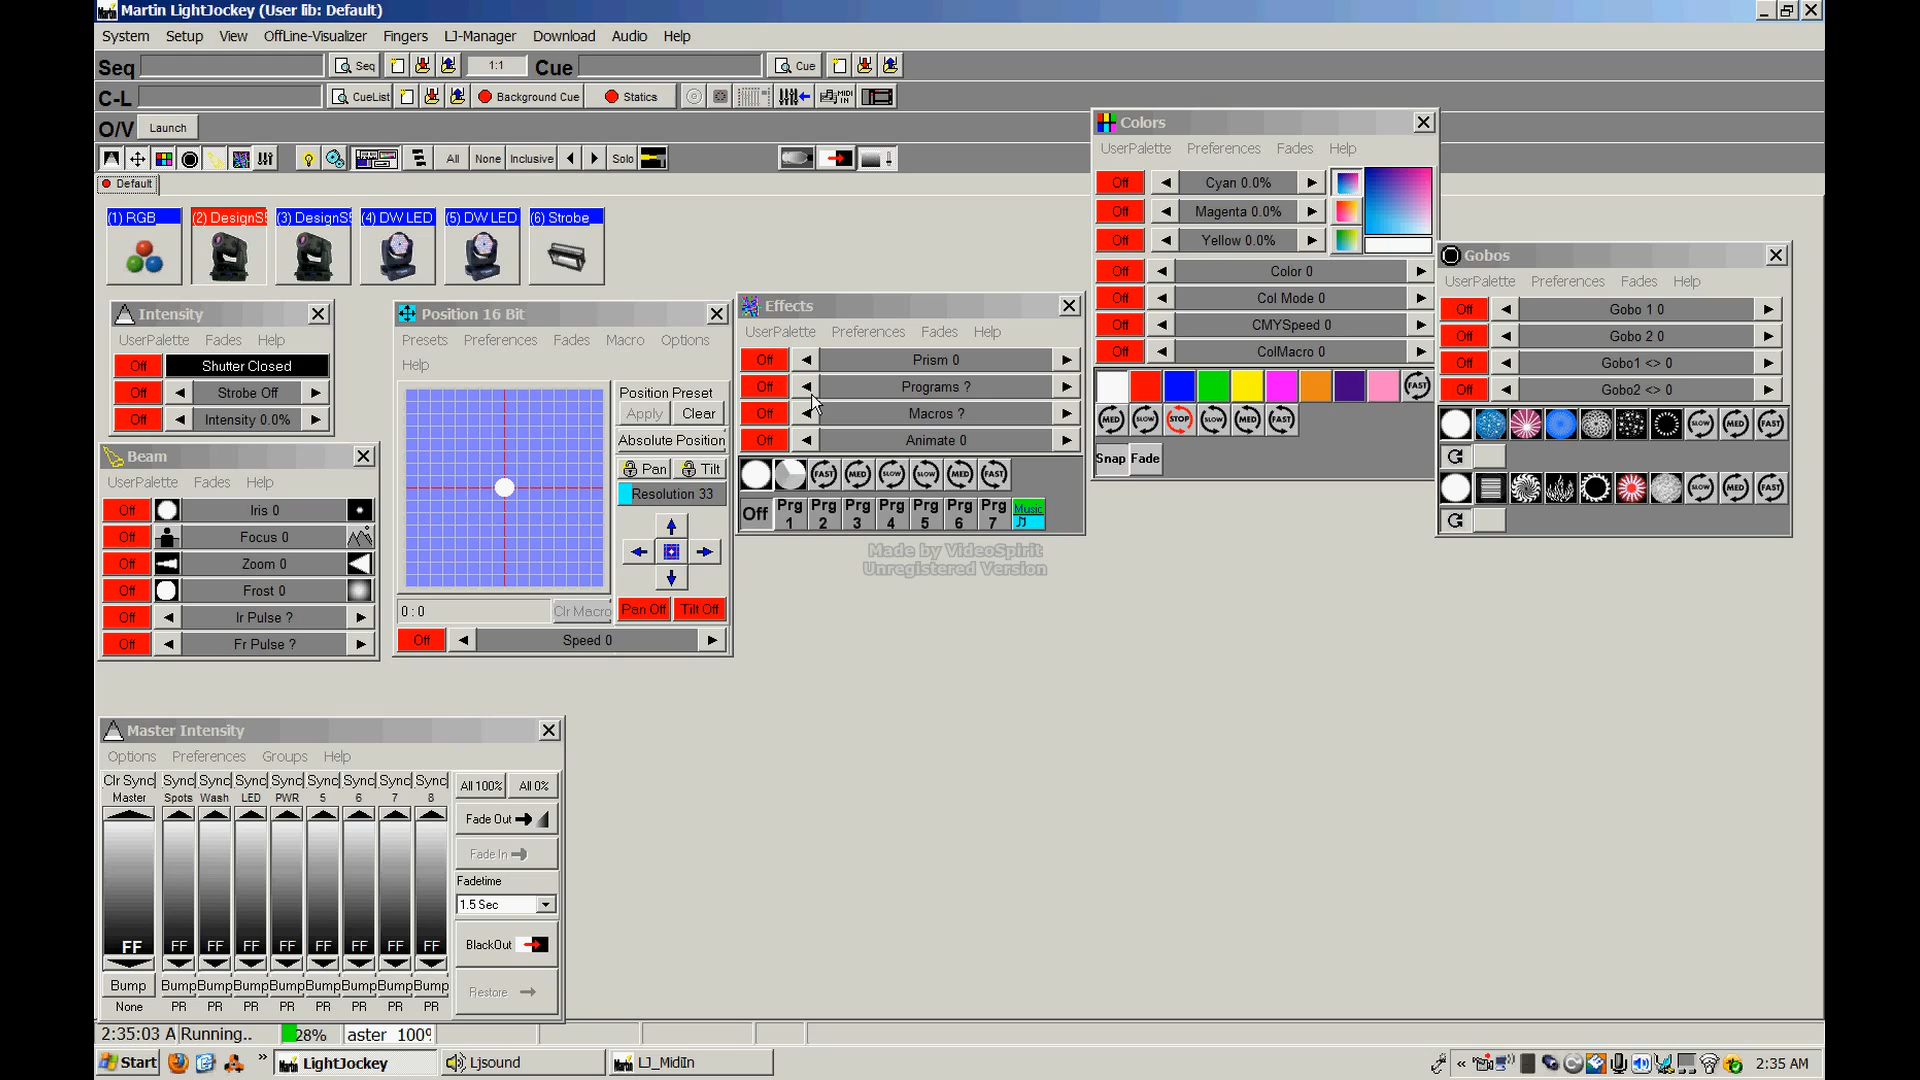 Martin LightJockey (User lib: Default)
System Setup View OffLine-Visualizer Fingers LJ-Manager Download Audio Help
Seq Seq 1:1 Cue Cue
C-L CueList Background Cue Statics MIDI IN
O/V Launch
All None Inclusive Solo
Default
(1) RGB (2) DesignS (3) DesignS (4) DW LED (5) DW LED (6) Strobe
Intensity
UserPalette Fades Help
Off Shutter Closed
Off Strobe Off
Off Intensity 0.0%
Beam
UserPalette Fades Help
Off Iris 0
Off Focus 0
Off Zoom 0
Off Frost 0
Off Ir Pulse ?
Off Fr Pulse ?
Position 16 Bit
Presets Preferences Fades Macro Options
Help
Position Preset
Apply Clear
Absolute Position
Pan Tilt
Resolution 33
0 : 0 Clr Macro Pan Off Tilt Off
Off Speed 0
Effects
UserPalette Preferences Fades Help
Off Prism 0
Off Programs ?
Off Macros ?
Off Animate 0
FAST MED SLOW SLOW MED FAST
Off Prg 1 Prg 2 Prg 3 Prg 4 Prg 5 Prg 6 Prg 7 Music
Made by VideoSpirit
Unregistered Version
Colors
UserPalette Preferences Fades Help
Off Cyan 0.0%
Off Magenta 0.0%
Off Yellow 0.0%
Off Color 0
Off Col Mode 0
Off CMYSpeed 0
Off ColMacro 0
FAST
MED SLOW STOP SLOW MED FAST
Snap Fade
Gobos
UserPalette Preferences Fades Help
Off Gobo 1 0
Off Gobo 2 0
Off Gobo1 <> 0
Off Gobo2 <> 0
SLOW MED FAST
SLOW MED FAST
Master Intensity
Options Preferences Groups Help
Clr Sync Sync Sync Sync Sync Sync Sync Sync Sync All 100% All 0%
Master Spots Wash LED PWR 5 6 7 8
Fade Out
Fade In
Fadetime
1.5 Sec
FF FF FF FF FF FF FF FF FF BlackOut
Bump Bump Bump Bump Bump Bump Bump Bump Bump Restore
None PR PR PR PR PR PR PR PR
2:35:03 A Running.. 28% aster 100%
Start » LightJockey Ljsound LJ_MidiIn « 2:35 AM